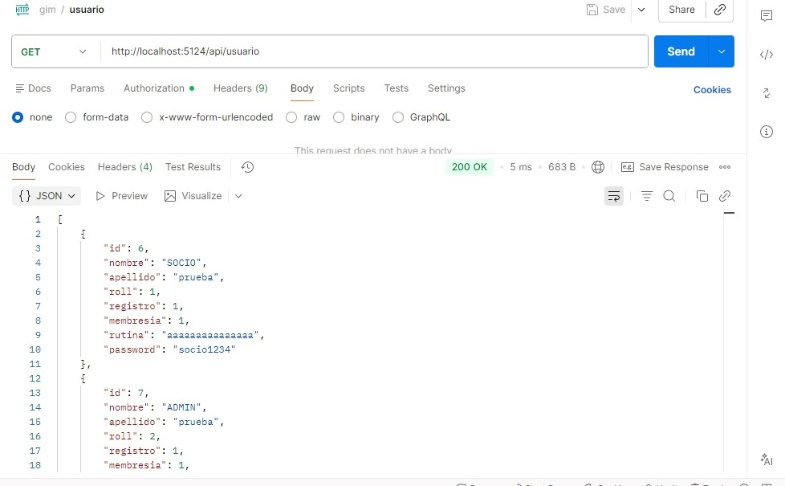 HTTP gim / usuario Save Share
GET http://localhost:5124/api/usuario Send
Docs Params Authorization Headers (9) Body Scripts Tests Settings Cookies
none form-data x-www-form-urlencoded raw binary GraphQL
This request does not have a body
Body Cookies Headers (4) Test Results 200 OK 5 ms 683 B Save Response
{} JSON Preview Visualize
1 [
2 {
3 "id": 6,
4 "nombre": "SOCIO",
5 "apellido": "prueba",
6 "roll": 1,
7 "registro": 1,
8 "membresia": 1,
9 "rutina": "aaaaaaaaaaaaaaa",
10 "password": "socio1234"
11 },
12 {
13 "id": 7,
14 "nombre": "ADMIN",
15 "apellido": "prueba",
16 "roll": 2,
17 "registro": 1,
18 "membresia": 1,
AI